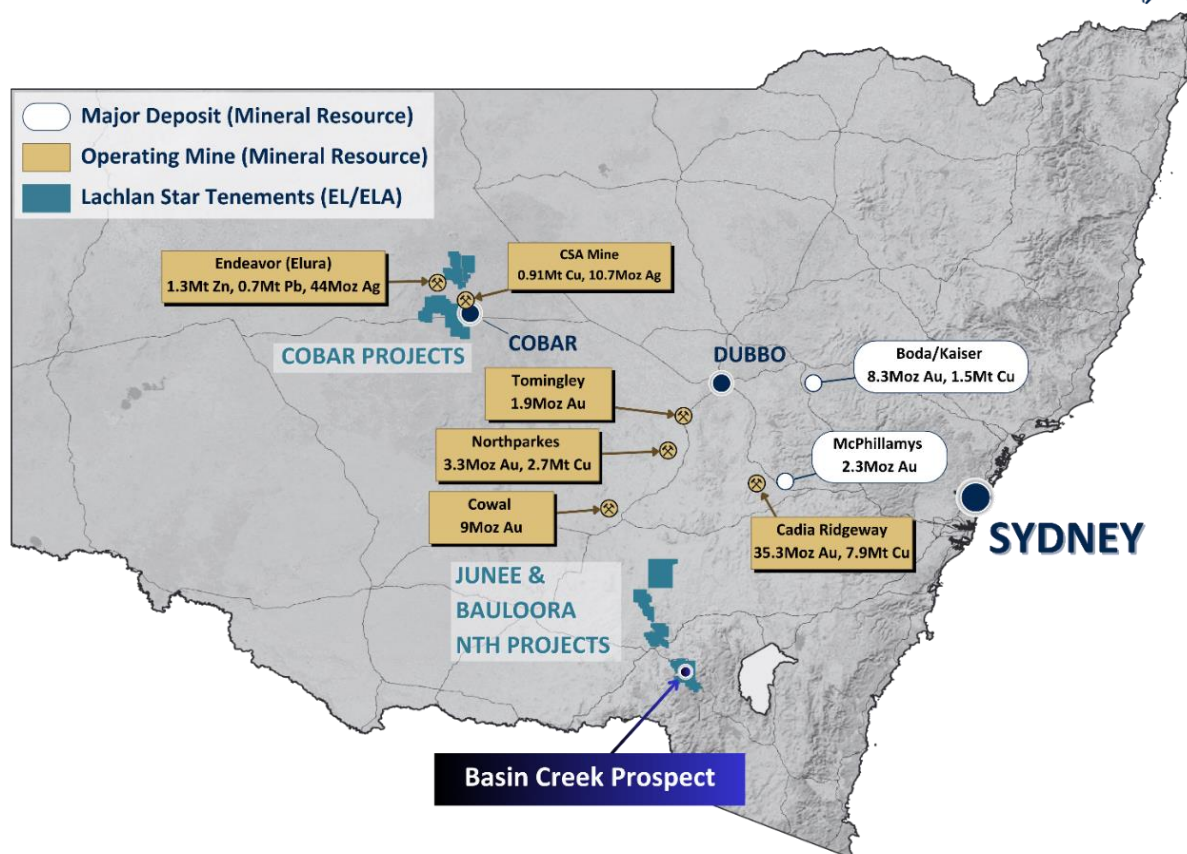 Major Deposit (Mineral Resource)
Operating Mine (Mineral Resource)
Lachlan Star Tenements (EL/ELA)
Endeavor (Elura)
1.3Mt Zn, 0.7Mt Pb, 44Moz Ag
CSA Mine
0.91Mt Cu, 10.7Moz Ag
COBAR PROJECTS
COBAR
DUBBO
Boda/Kaiser
8.3Moz Au, 1.5Mt Cu
Tomingley
1.9Moz Au
Northparkes
3.3Moz Au, 2.7Mt Cu
McPhillamys
2.3Moz Au
Cowal
9Moz Au
Cadia Ridgeway
35.3Moz Au, 7.9Mt Cu
SYDNEY
JUNEE &
BAULOORA
NTH PROJECTS
Basin Creek Prospect